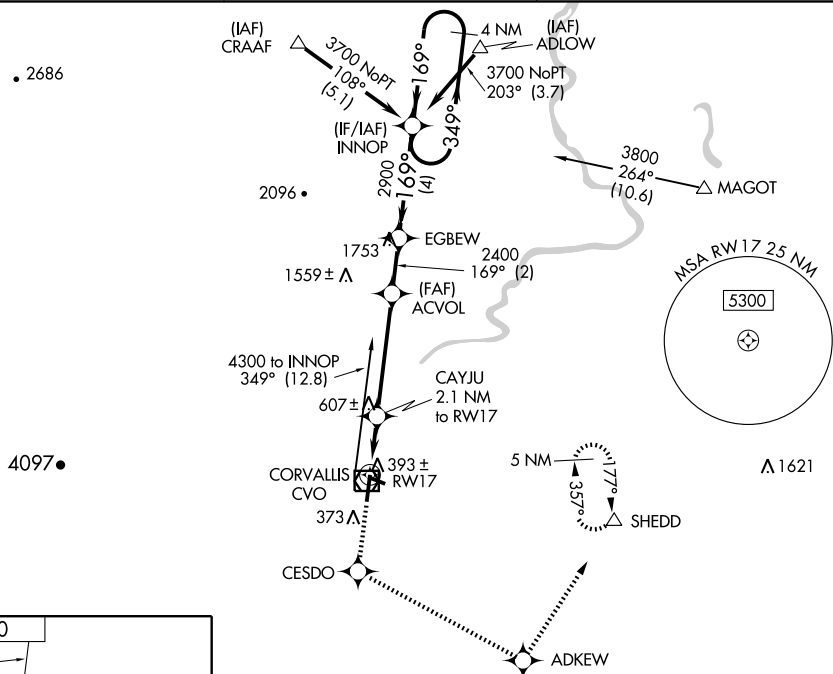 (IAF)
CRAAF
3700 NoPT
108°
(5.1)
4 NM
(IAF)
ADLOW
3700 NoPT
203° (3.7)
169°
349°
2686
(IF/IAF)
INNOP
2900
169°
(4)
3800
264°
(10.6)
MAGOT
2096
1753
EGBEW
2400
169° (2)
1559 ±
(FAF)
ACVOL
MSA RW17 25 NM
5300
4300 to INNOP
349° (12.8)
CAYJU
2.1 NM
to RW17
607 ±
4097
CORVALLIS
CVO
393 ±
RW17
373
5 NM
177°
357°
SHEDD
1621
CESDO
ADKEW
0